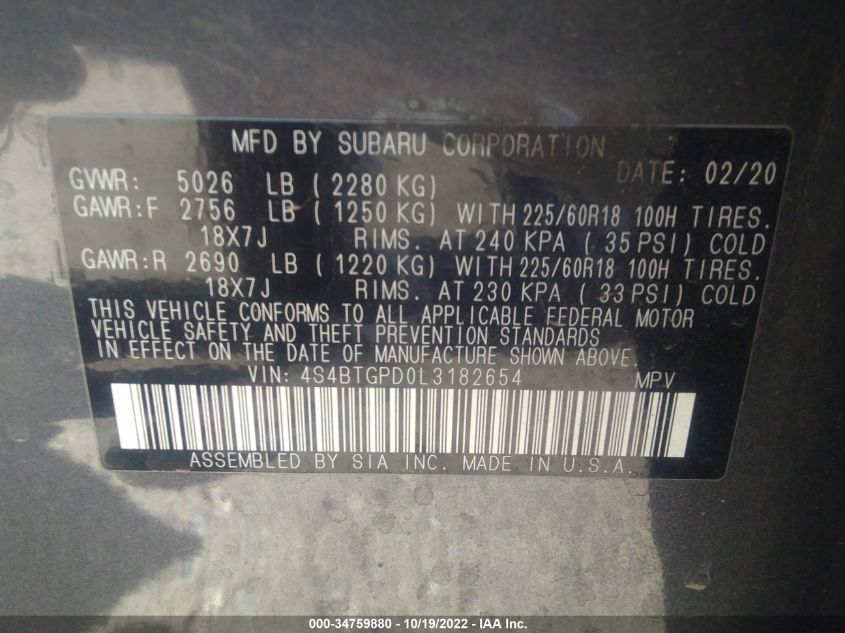 MFD BY SUBARU CORPORATION
DATE: 02/20
GVWR: 5026 LB ( 2280 KG)
GAWR:F 2756 LB ( 1250 KG) WITH 225/60R18 100H TIRES.
18X7J RIMS. AT 240 KPA ( 35 PSI) COLD
GAWR:R 2690 LB ( 1220 KG) WITH 225/60R18 100H TIRES.
18X7J RIMS. AT 230 KPA ( 33 PSI) COLD
THIS VEHICLE CONFORMS TO ALL APPLICABLE FEDERAL MOTOR
VEHICLE SAFETY AND THEFT PREVENTION STANDARDS
IN EFFECT ON THE DATE OF MANUFACTURE SHOWN ABOVE.
VIN: 4S4BTGPD0L3182654 MPV
ASSEMBLED BY SIA INC. MADE IN U.S.A.
000-34759880 - 10/19/2022 - IAA Inc.